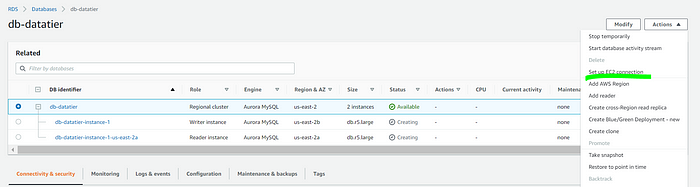 RDS > Databases > db-datatier
db-datatier
Modify
Actions
Related
Filter by databases
DB identifier Role Engine Region & AZ Size Status Actions CPU Current activity Maintenance
db-datatier Regional cluster Aurora MySQL us-east-2 2 instances Available - - none
db-datatier-instance-1 Writer instance Aurora MySQL us-east-2b db.r5.large Creating - - none
db-datatier-instance-1-us-east-2a Reader instance Aurora MySQL us-east-2a db.r5.large Creating - - none
Connectivity & security Monitoring Logs & events Configuration Maintenance & backups Tags
Stop temporarily
Start database activity stream
Delete
Set up EC2 connection
Add AWS Region
Add reader
Create cross-Region read replica
Create Blue/Green Deployment - new
Create clone
Promote
Take snapshot
Restore to point in time
Backtrack